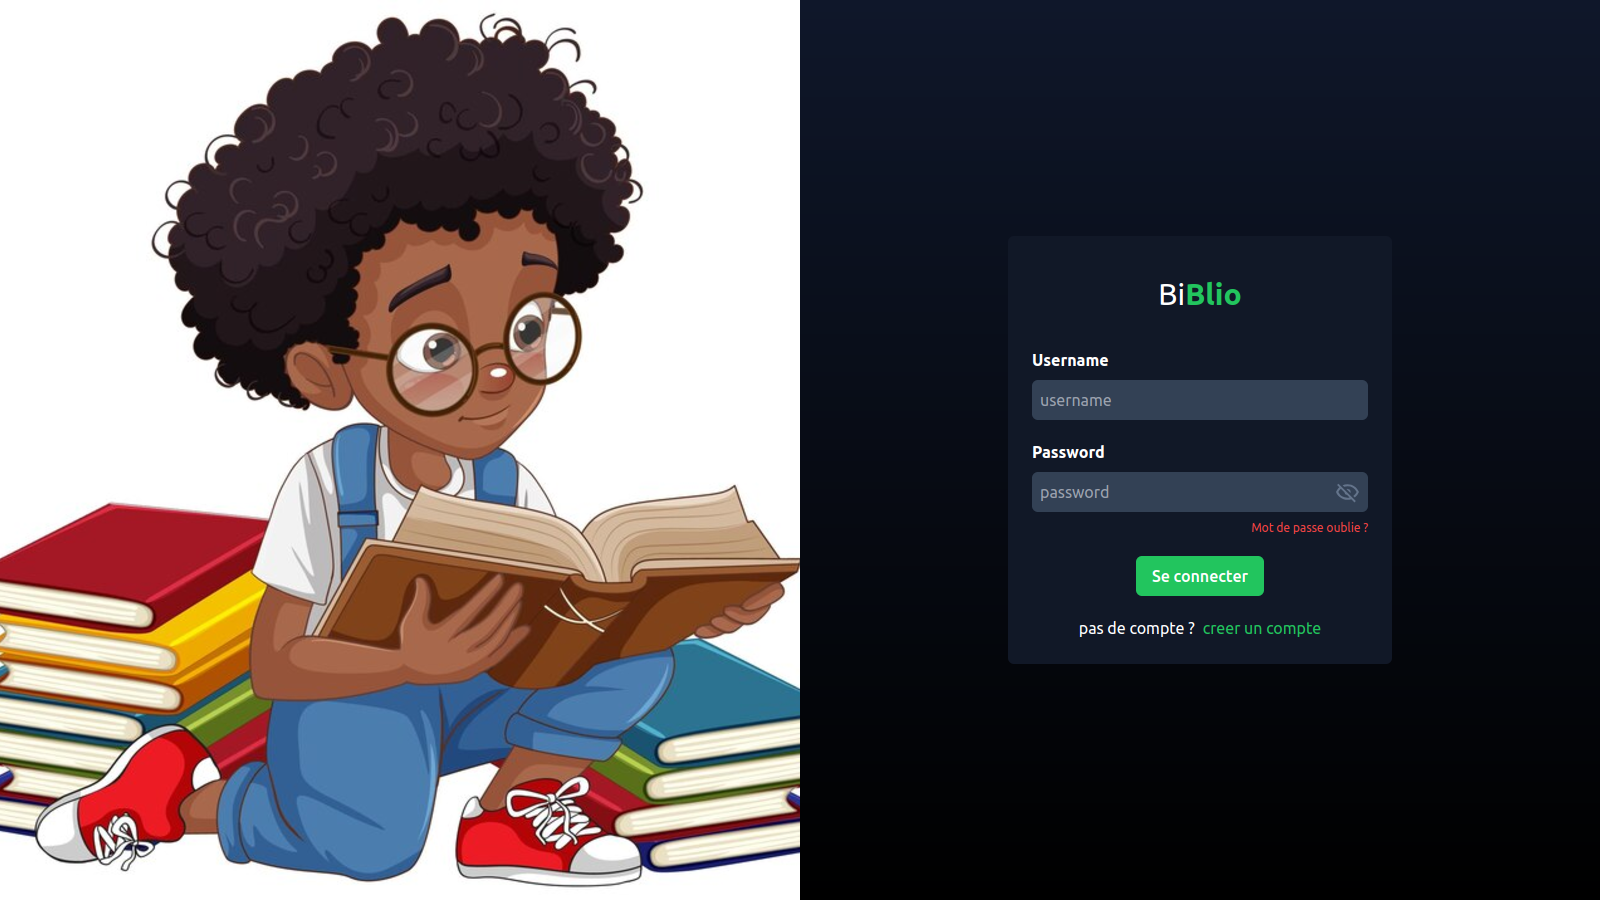 BiBlio
Username
username
Password
password
Mot de passe oublie ?
Se connecter
pas de compte ? creer un compte